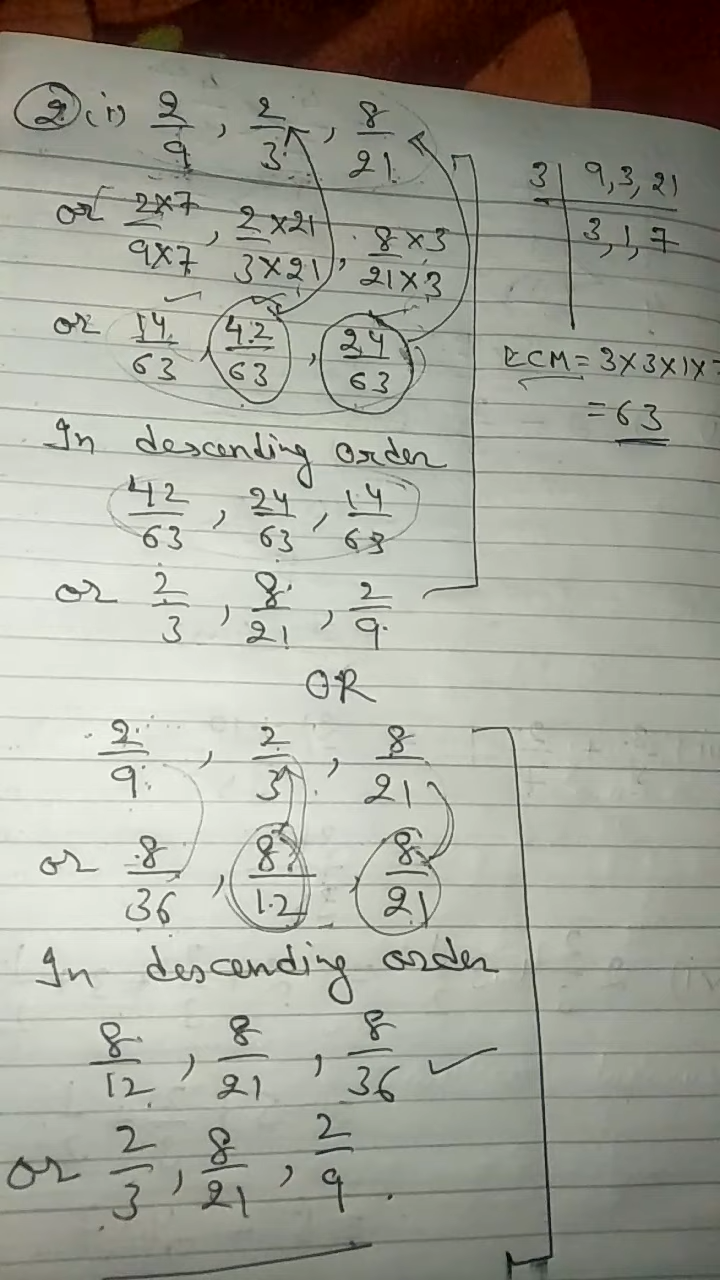 ② (i) 2/9, 2/3, 8/21
or 2×7/9×7, 2×21/3×21, 8×3/21×3
or 14/63, 42/63, 24/63
In descending order
42/63, 24/63, 14/63
or 2/3, 8/21, 2/9
3 | 9, 3, 21
3, 1, 7
LCM = 3×3×1×7
= 63
OR
2/9, 2/3, 8/21
or 8/36, 8/12, 8/21
In descending order
8/12, 8/21, 8/36 ✓
or 2/3, 8/21, 2/9.